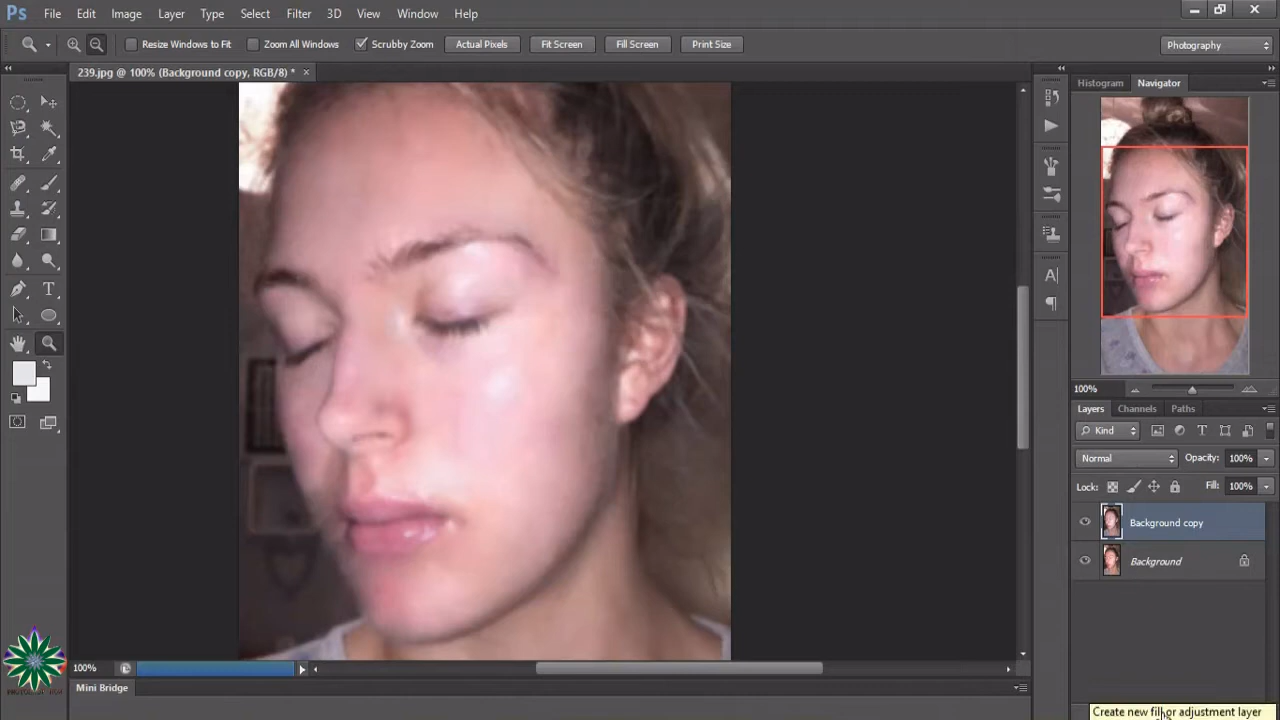 Ps File Edit Image Layer Type Select Filter 3D View Window Help
Resize Windows to Fit Zoom All Windows Scrubby Zoom Actual Pixels Fit Screen Fill Screen Print Size Photography
239.jpg @ 100% (Background copy, RGB/8) * ×
Histogram Navigator
100%
Layers Channels Paths
Kind
Normal Opacity: 100%
Lock: Fill: 100%
Background copy
Background
100%
Mini Bridge
Create new fill or adjustment layer